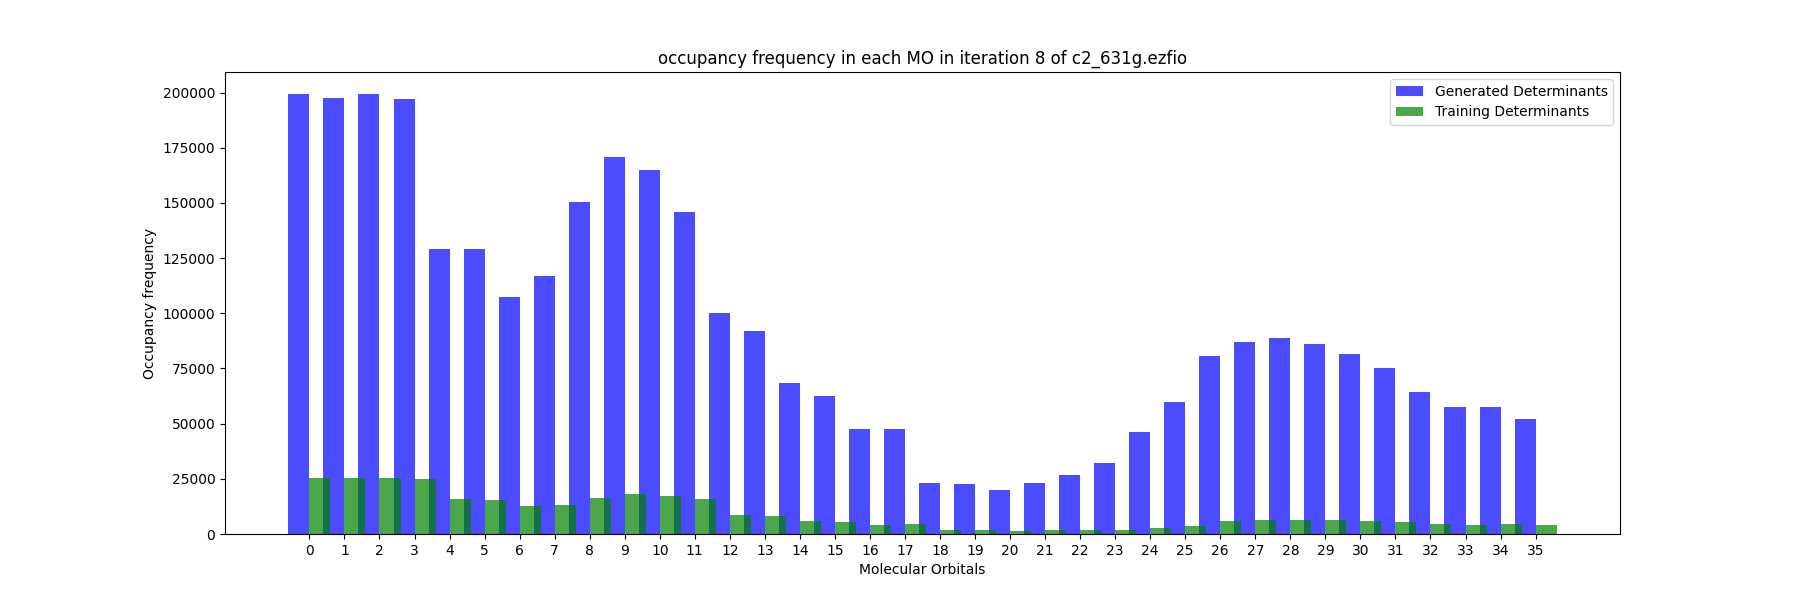 occupancy frequency in each MO in iteration 8 of c2_631g.ezfio
Generated Determinants
Training Determinants
Occupancy frequency
200000
175000
150000
125000
100000
75000
50000
25000
0
0 1 2 3 4 5 6 7 8 9 10 11 12 13 14 15 16 17 18 19 20 21 22 23 24 25 26 27 28 29 30 31 32 33 34 35
Molecular Orbitals